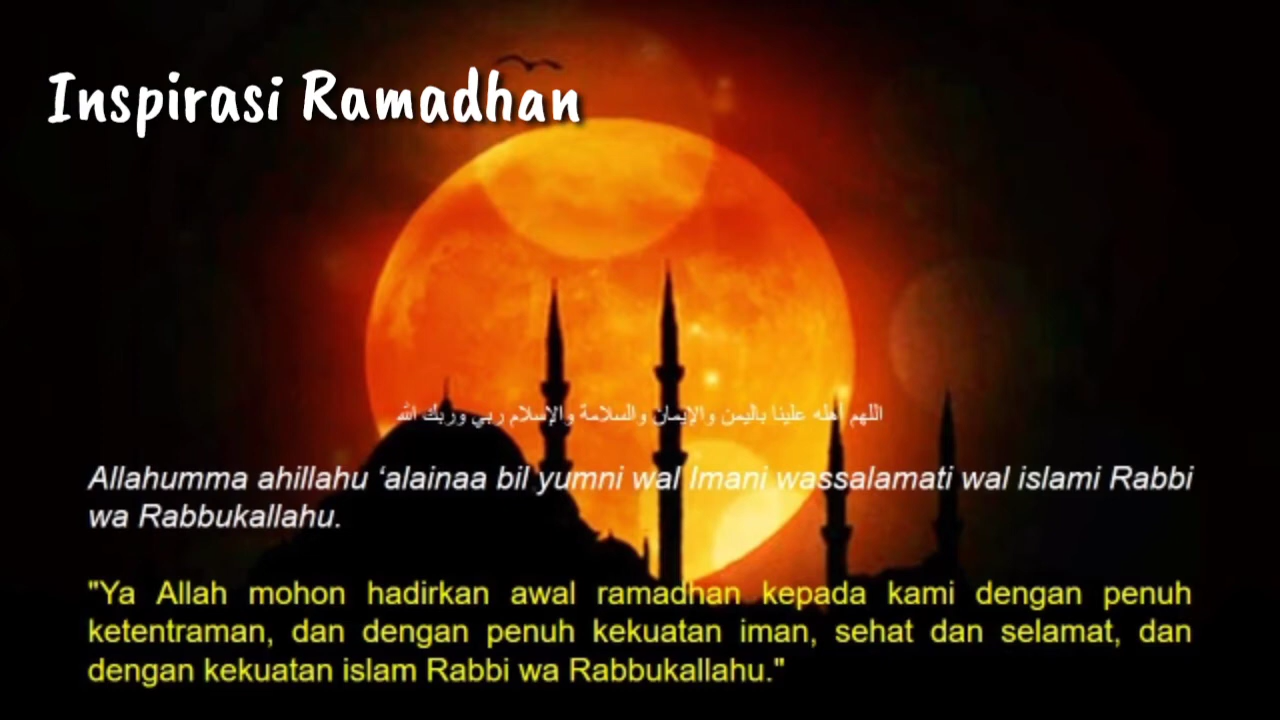 Inspirasi Ramadhan
اللهم أهله علينا باليمن والإيمان والسلامة والإسلام ربي وربك الله
Allahumma ahillahu ‘alainaa bil yumni wal Imani wassalamati wal islami Rabbi
wa Rabbukallahu.
"Ya Allah mohon hadirkan awal ramadhan kepada kami dengan penuh
ketentraman, dan dengan penuh kekuatan iman, sehat dan selamat, dan
dengan kekuatan islam Rabbi wa Rabbukallahu."